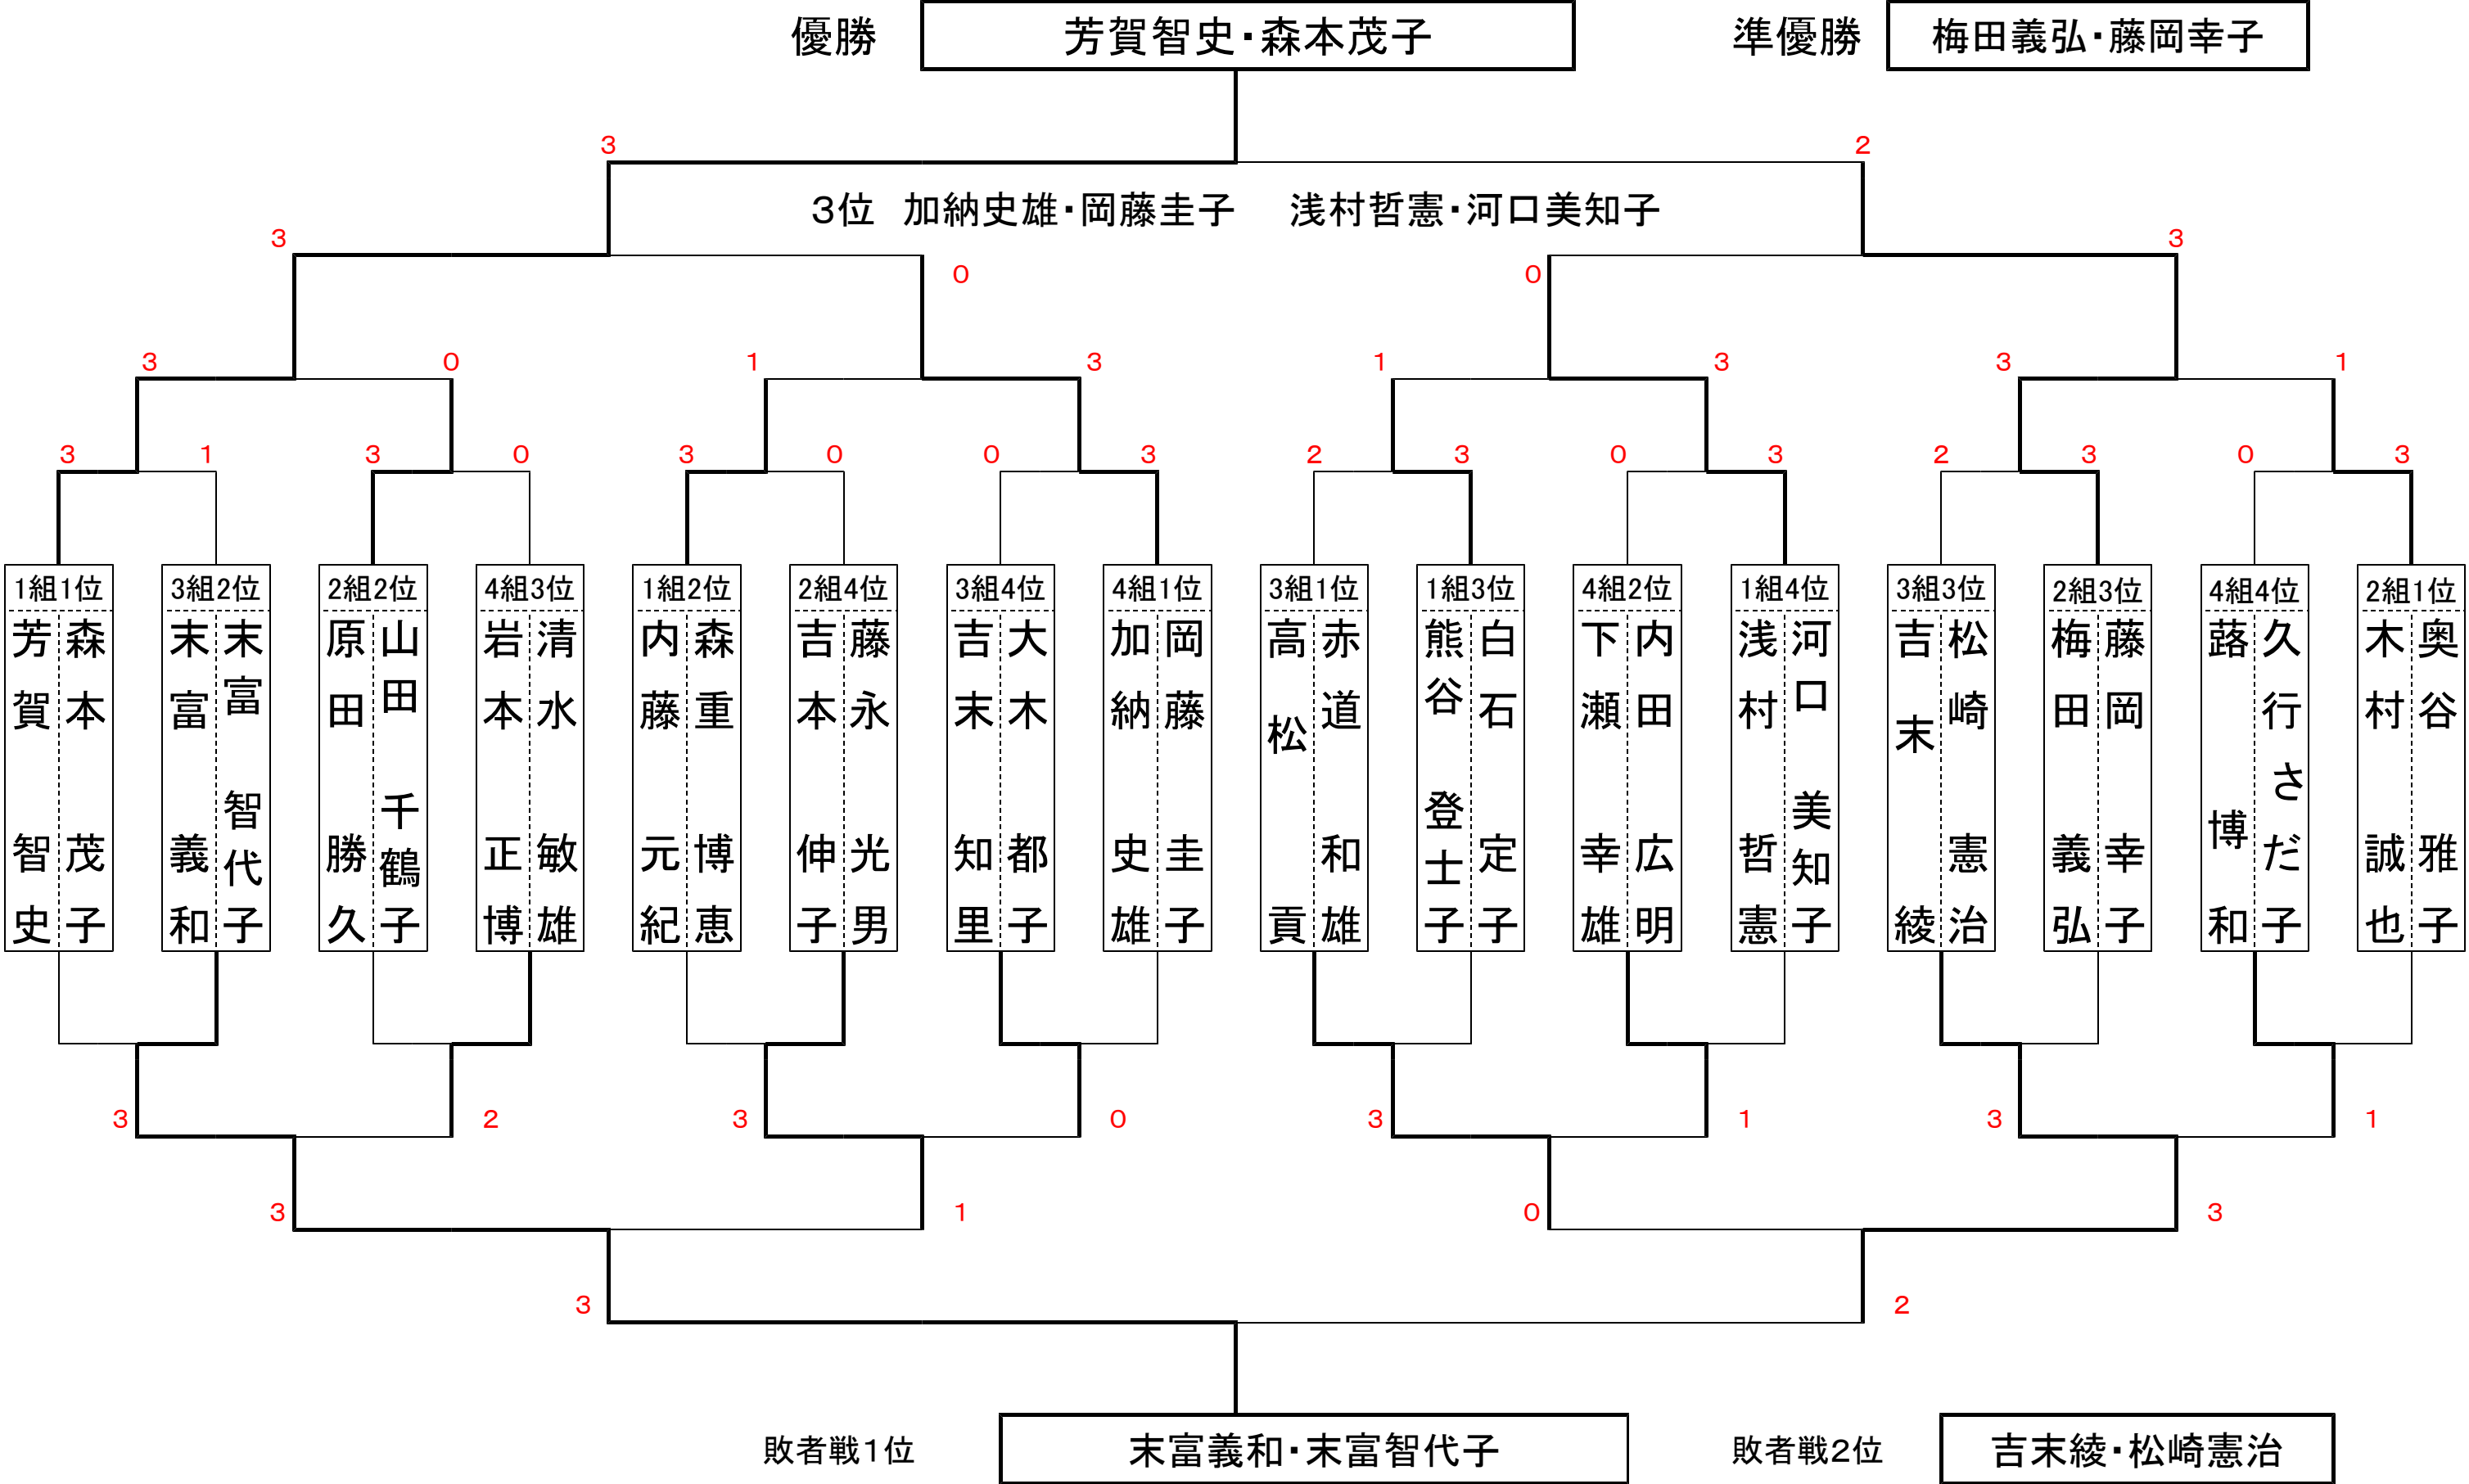 優勝 芳賀智史・森本茂子 準優勝 梅田義弘・藤岡幸子
3 2
3位 加納史雄・岡藤圭子 浅村哲憲・河口美知子
3 3
0 0
3 0 1 3 1 3 3 1
3 1 3 0 3 0 0 3 2 3 0 3 2 3 0 3
1組1位 3組2位 2組2位 4組3位 1組2位 2組4位 3組4位 4組1位 3組1位 1組3位 4組2位 1組4位 3組3位 2組3位 4組4位 2組1位
芳賀 智史
森本 茂子
末富 義和
末富 智代子
原田 勝久
山田 千鶴子
岩本 正博
清水 敏雄
内藤 元紀
森重 博恵
吉本 伸子
藤永 光男
吉末 知里
大木 都子
加納 史雄
岡藤 圭子
高松 貢
赤道 和雄
熊谷 登士子
白石 定子
下瀬 幸雄
内田 広明
浅村 哲憲
河口 美知子
吉末 綾
松崎 憲治
梅田 義弘
藤岡 幸子
蕗 博和
久行 さだ子
木村 誠也
奥谷 雅子
3 2 3 0 3 1 3 1
3 1 0 3
3 2
敗者戦1位 末富義和・末富智代子 敗者戦2位 吉末綾・松崎憲治